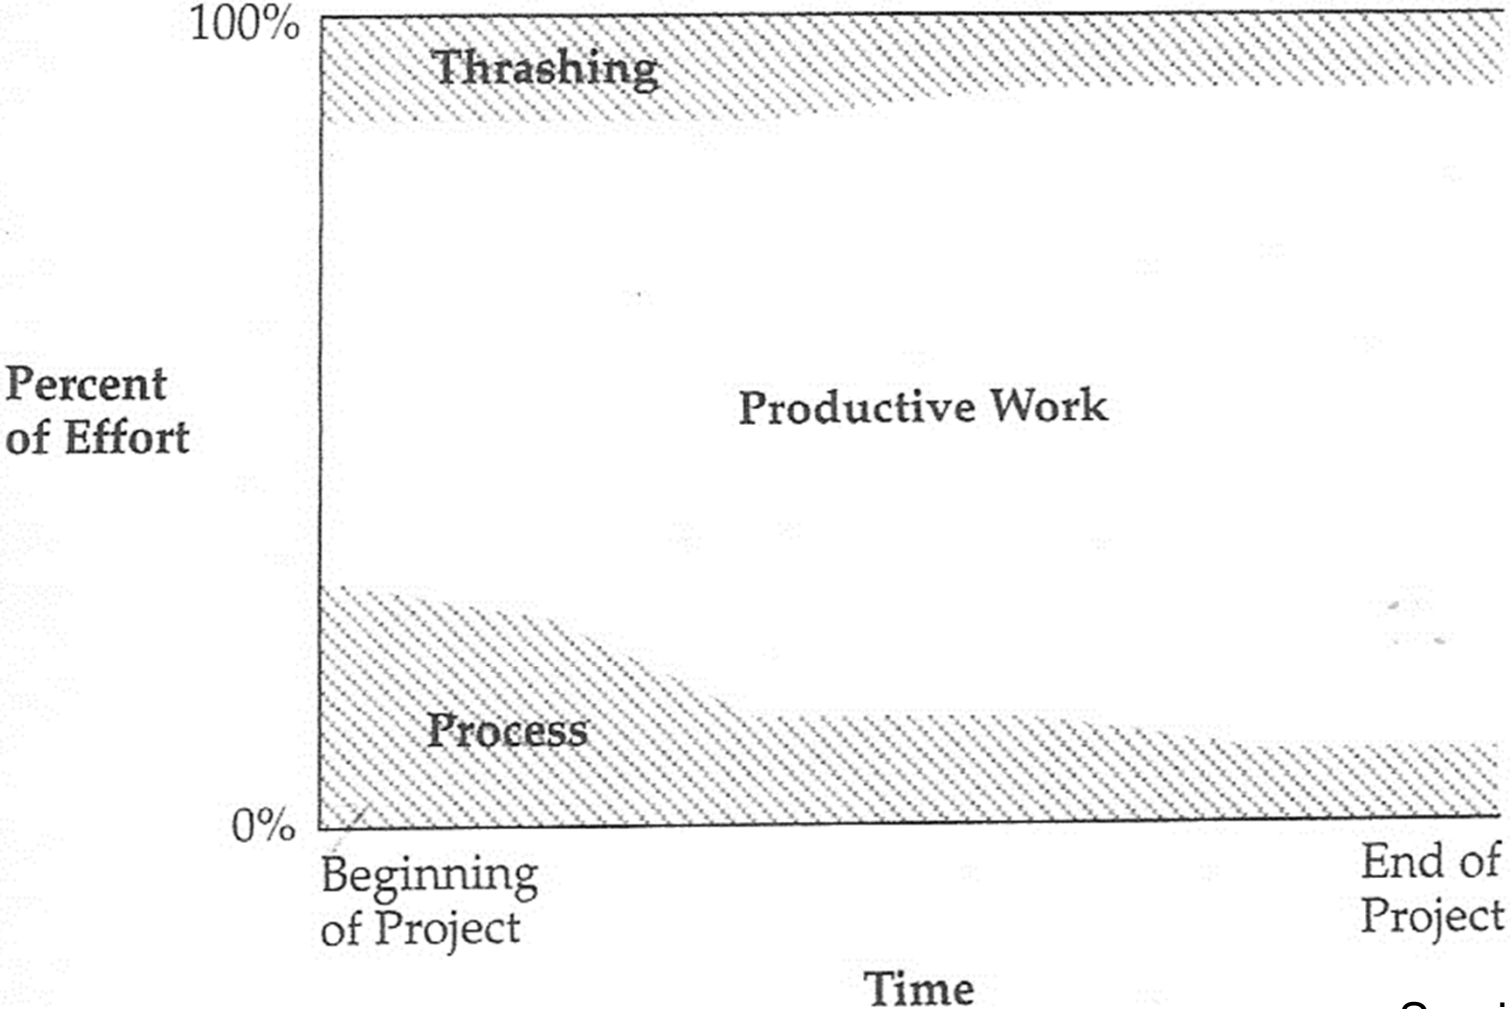 100%
Thrashing
Percent
of Effort
Productive Work
Process
0%
Beginning
of Project
End of
Project
Time